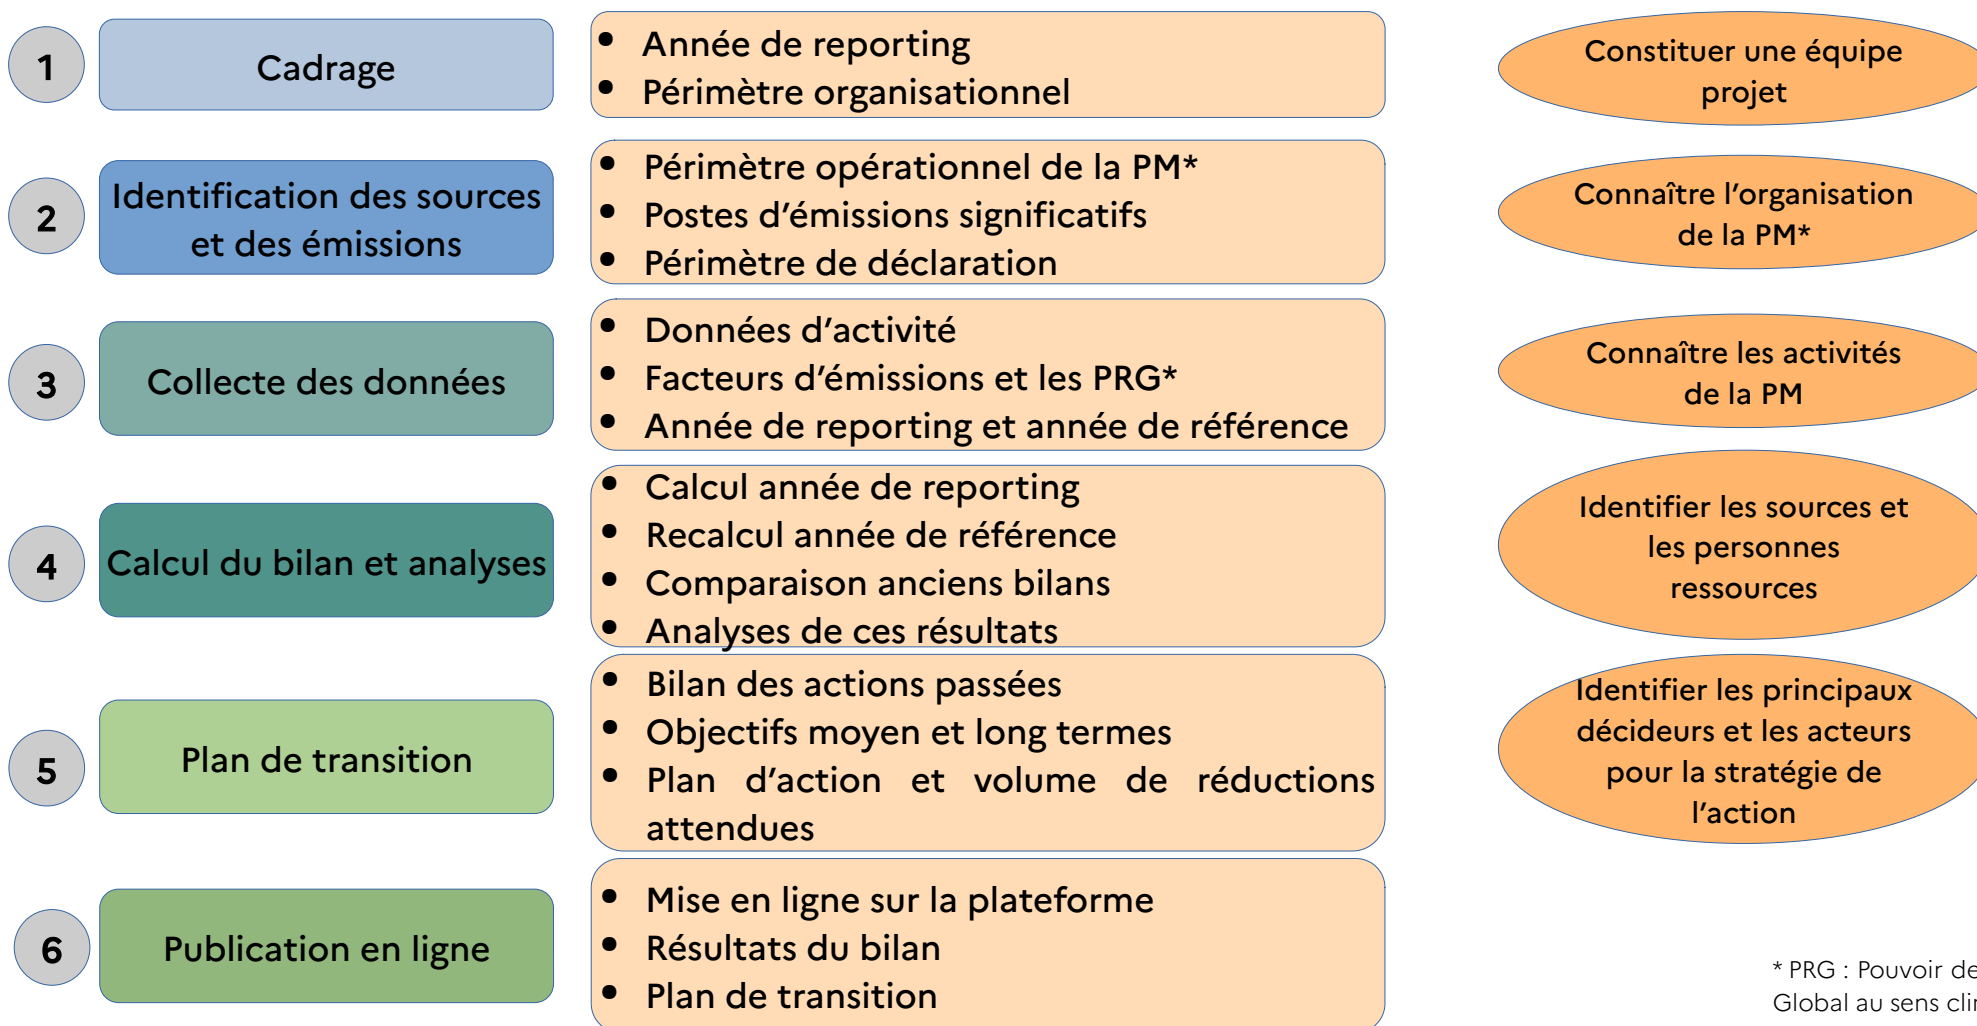 1
Cadrage
• Année de reporting
• Périmètre organisationnel
Constituer une équipe
projet
2
Identification des sources
et des émissions
• Périmètre opérationnel de la PM*
• Postes d’émissions significatifs
• Périmètre de déclaration
Connaître l’organisation
de la PM*
3
Collecte des données
• Données d’activité
• Facteurs d’émissions et les PRG*
• Année de reporting et année de référence
Connaître les activités
de la PM
4
Calcul du bilan et analyses
• Calcul année de reporting
• Recalcul année de référence
• Comparaison anciens bilans
• Analyses de ces résultats
Identifier les sources et
les personnes
ressources
5
Plan de transition
• Bilan des actions passées
• Objectifs moyen et long termes
• Plan d’action et volume de réductions
attendues
Identifier les principaux
décideurs et les acteurs
pour la stratégie de
l’action
6
Publication en ligne
• Mise en ligne sur la plateforme
• Résultats du bilan
• Plan de transition
* PRG : Pouvoir de
Global au sens